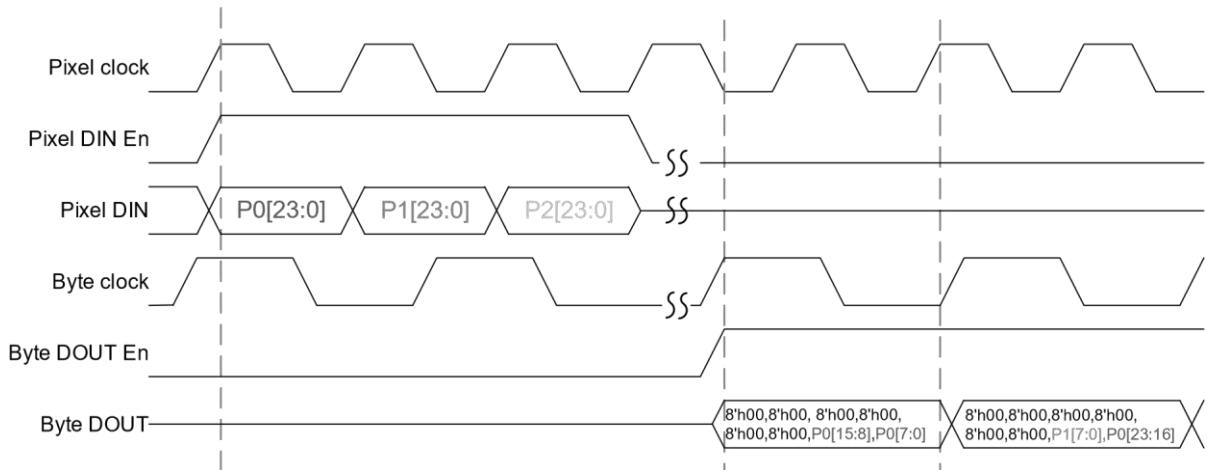 Pixel clock
Pixel DIN En
Pixel DIN
P0[23:0]
P1[23:0]
P2[23:0]
Byte clock
Byte DOUT En
Byte DOUT
8'h00,8'h00, 8'h00,8'h00,
8'h00,8'h00,P0[15:8],P0[7:0]
8'h00,8'h00,8'h00,8'h00,
8'h00,8'h00,P1[7:0],P0[23:16]